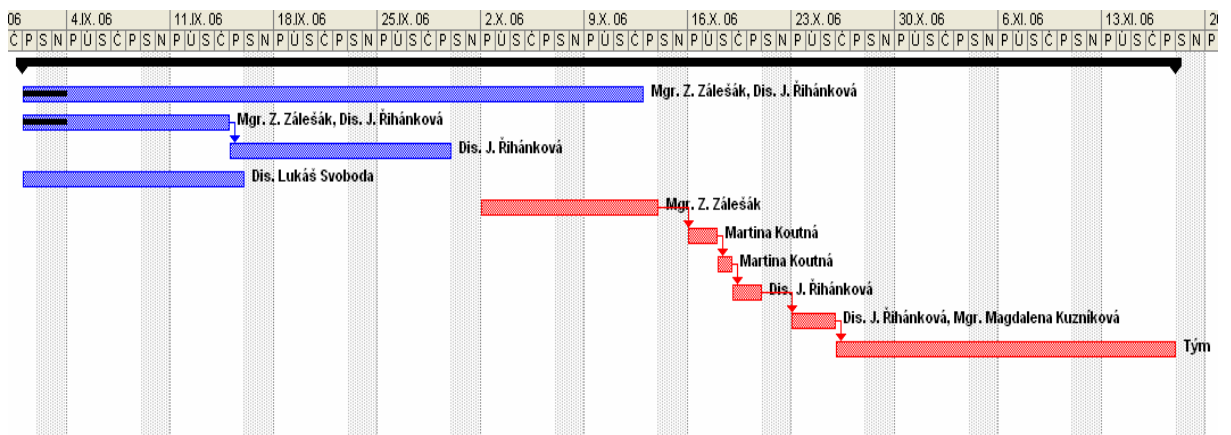 06 4.IX. 06 11.IX. 06 18.IX. 06 25.IX. 06 2.X. 06 9.X. 06 16.X. 06 23.X. 06 30.X. 06 6.XI. 06 13.XI. 06 20
Č P S N P Ú S Č P S N P Ú S Č P S N P Ú S Č P S N P Ú S Č P S N P Ú S Č P S N P Ú S Č P S N P Ú S Č P S N P Ú S Č P S N P Ú S Č P S N P Ú S Č P S N P Ú S Č P S N P
Mgr. Z. Zálešák, Dis. J. Řihánková
Mgr. Z. Zálešák, Dis. J. Řihánková
Dis. J. Řihánková
Dis. Lukáš Svoboda
Mgr. Z. Zálešák
Martina Koutná
Martina Koutná
Dis. J. Řihánková
Dis. J. Řihánková, Mgr. Magdalena Kuzníková
Tým